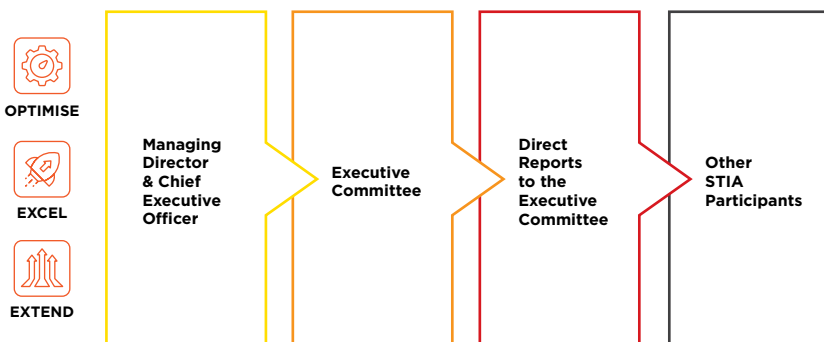 OPTIMISE
EXCEL
EXTEND
Managing
Director
& Chief
Executive
Officer
Executive
Committee
Direct
Reports
to the
Executive
Committee
Other
STIA
Participants